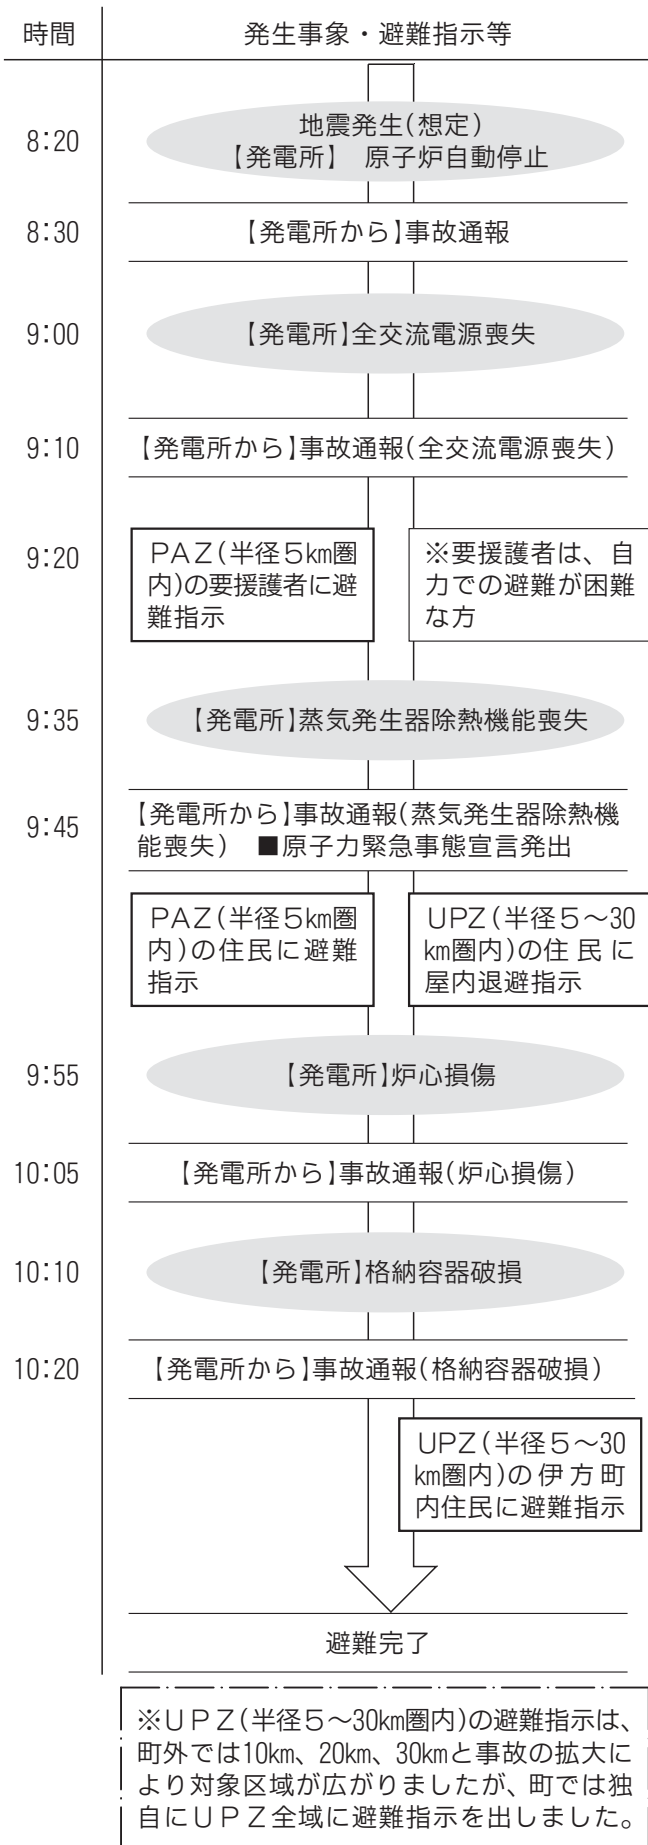 時間
発生事象・避難指示等
8:20
地震発生(想定)
【発電所】 原子炉自動停止
8:30
【発電所から】事故通報
9:00
【発電所】全交流電源喪失
9:10
【発電所から】事故通報(全交流電源喪失)
9:20
PAZ(半径5km圏
内)の要援護者に避
難指示
※要援護者は、自
力での避難が困難
な方
9:35
【発電所】蒸気発生器除熱機能喪失
9:45
【発電所から】事故通報(蒸気発生器除熱機
能喪失) ■原子力緊急事態宣言発出
PAZ(半径5km圏
内)の住民に避難
指示
UPZ(半径5～30
km圏内)の住民に
屋内退避指示
9:55
【発電所】炉心損傷
10:05
【発電所から】事故通報(炉心損傷)
10:10
【発電所】格納容器破損
10:20
【発電所から】事故通報(格納容器破損)
UPZ(半径5～30
km圏内)の伊方町
内住民に避難指示
避難完了
※UPZ(半径5～30km圏内)の避難指示は、
町外では10km、20km、30kmと事故の拡大に
より対象区域が広がりましたが、町では独
自にUPZ全域に避難指示を出しました。